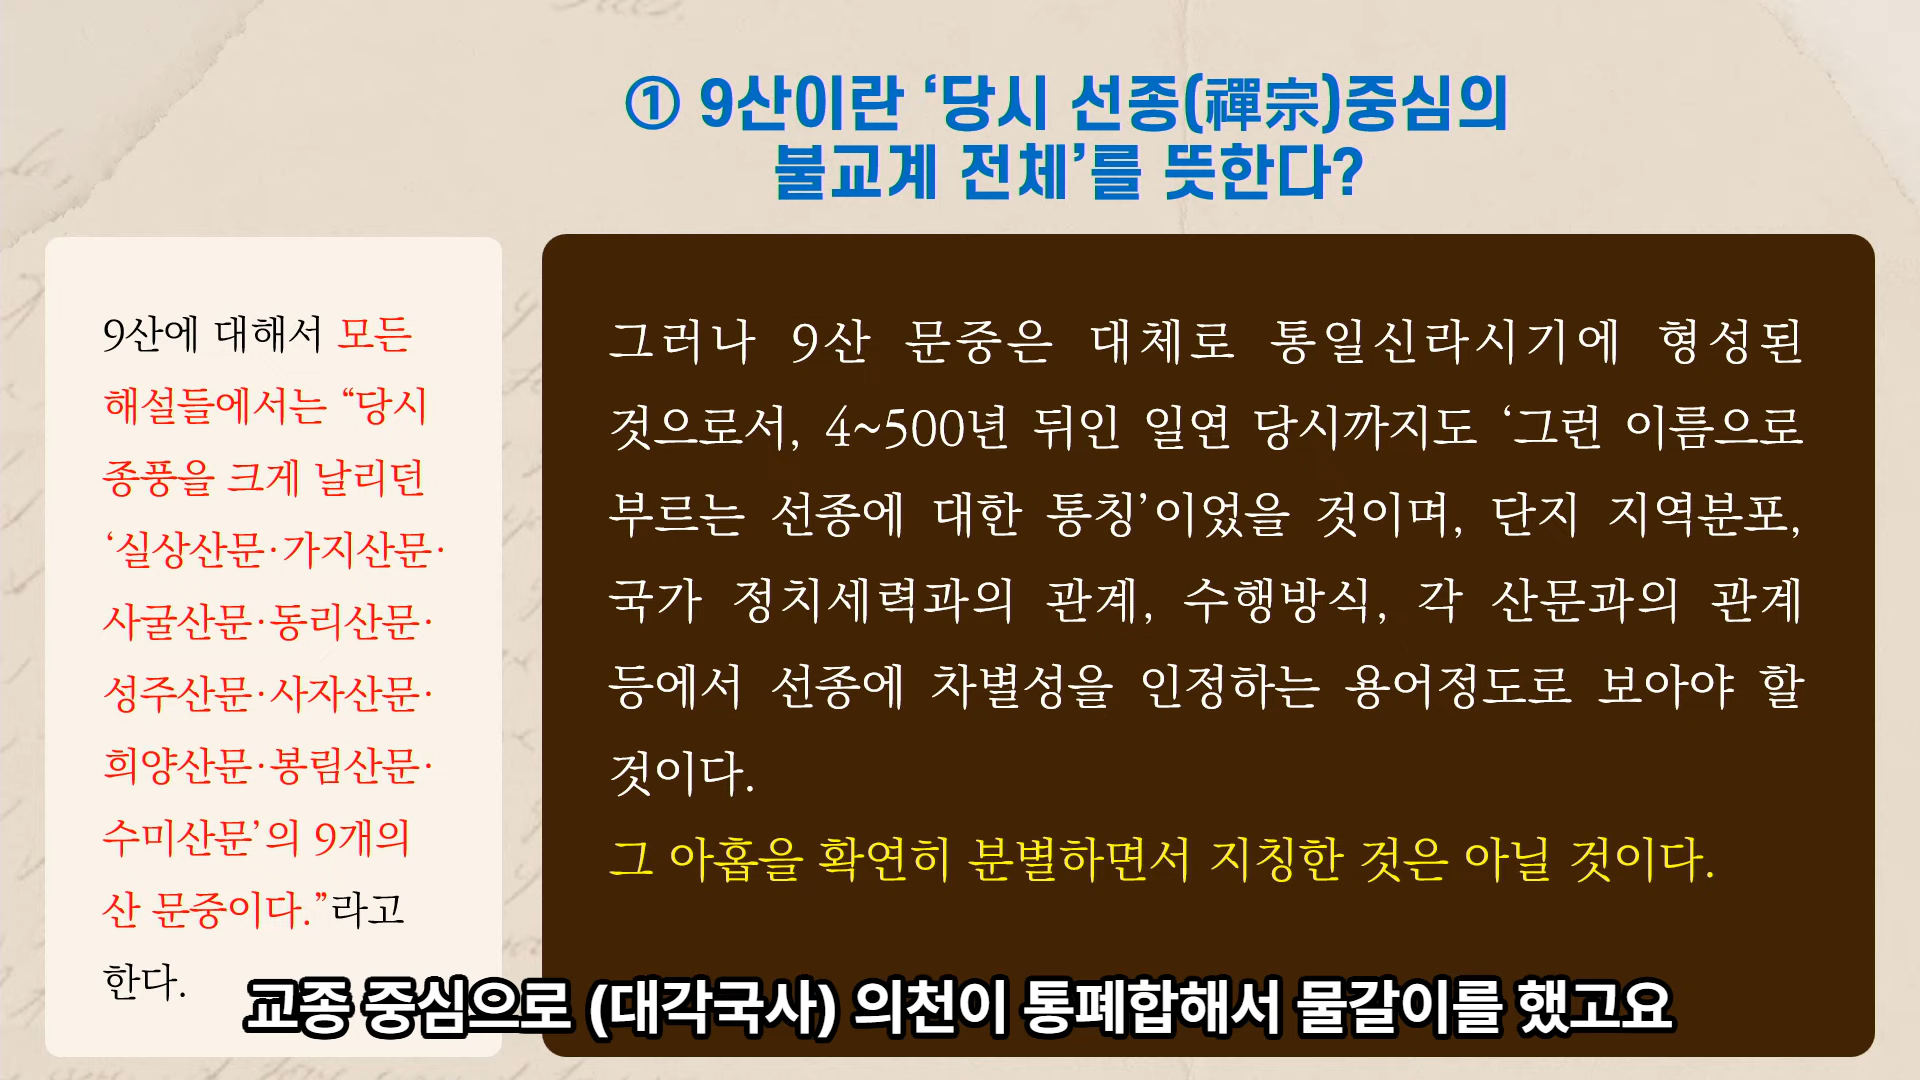 ① 9산이란 ‘당시 선종(禪宗)중심의
불교계 전체’를 뜻한다?
9산에 대해서 모든
해설들에서는 “당시
종풍을 크게 날리던
‘실상산문·가지산문·
사굴산문·동리산문·
성주산문·사자산문·
희양산문·봉림산문·
수미산문’의 9개의
산 문중이다.”라고
한다.
그러나 9산 문중은 대체로 통일신라시기에 형성된
것으로서, 4~500년 뒤인 일연 당시까지도 ‘그런 이름으로
부르는 선종에 대한 통칭’이었을 것이며, 단지 지역분포,
국가 정치세력과의 관계, 수행방식, 각 산문과의 관계
등에서 선종에 차별성을 인정하는 용어정도로 보아야 할
것이다.
그 아홉을 확연히 분별하면서 지칭한 것은 아닐 것이다.
교종 중심으로 (대각국사) 의천이 통폐합해서 물갈이를 했고요